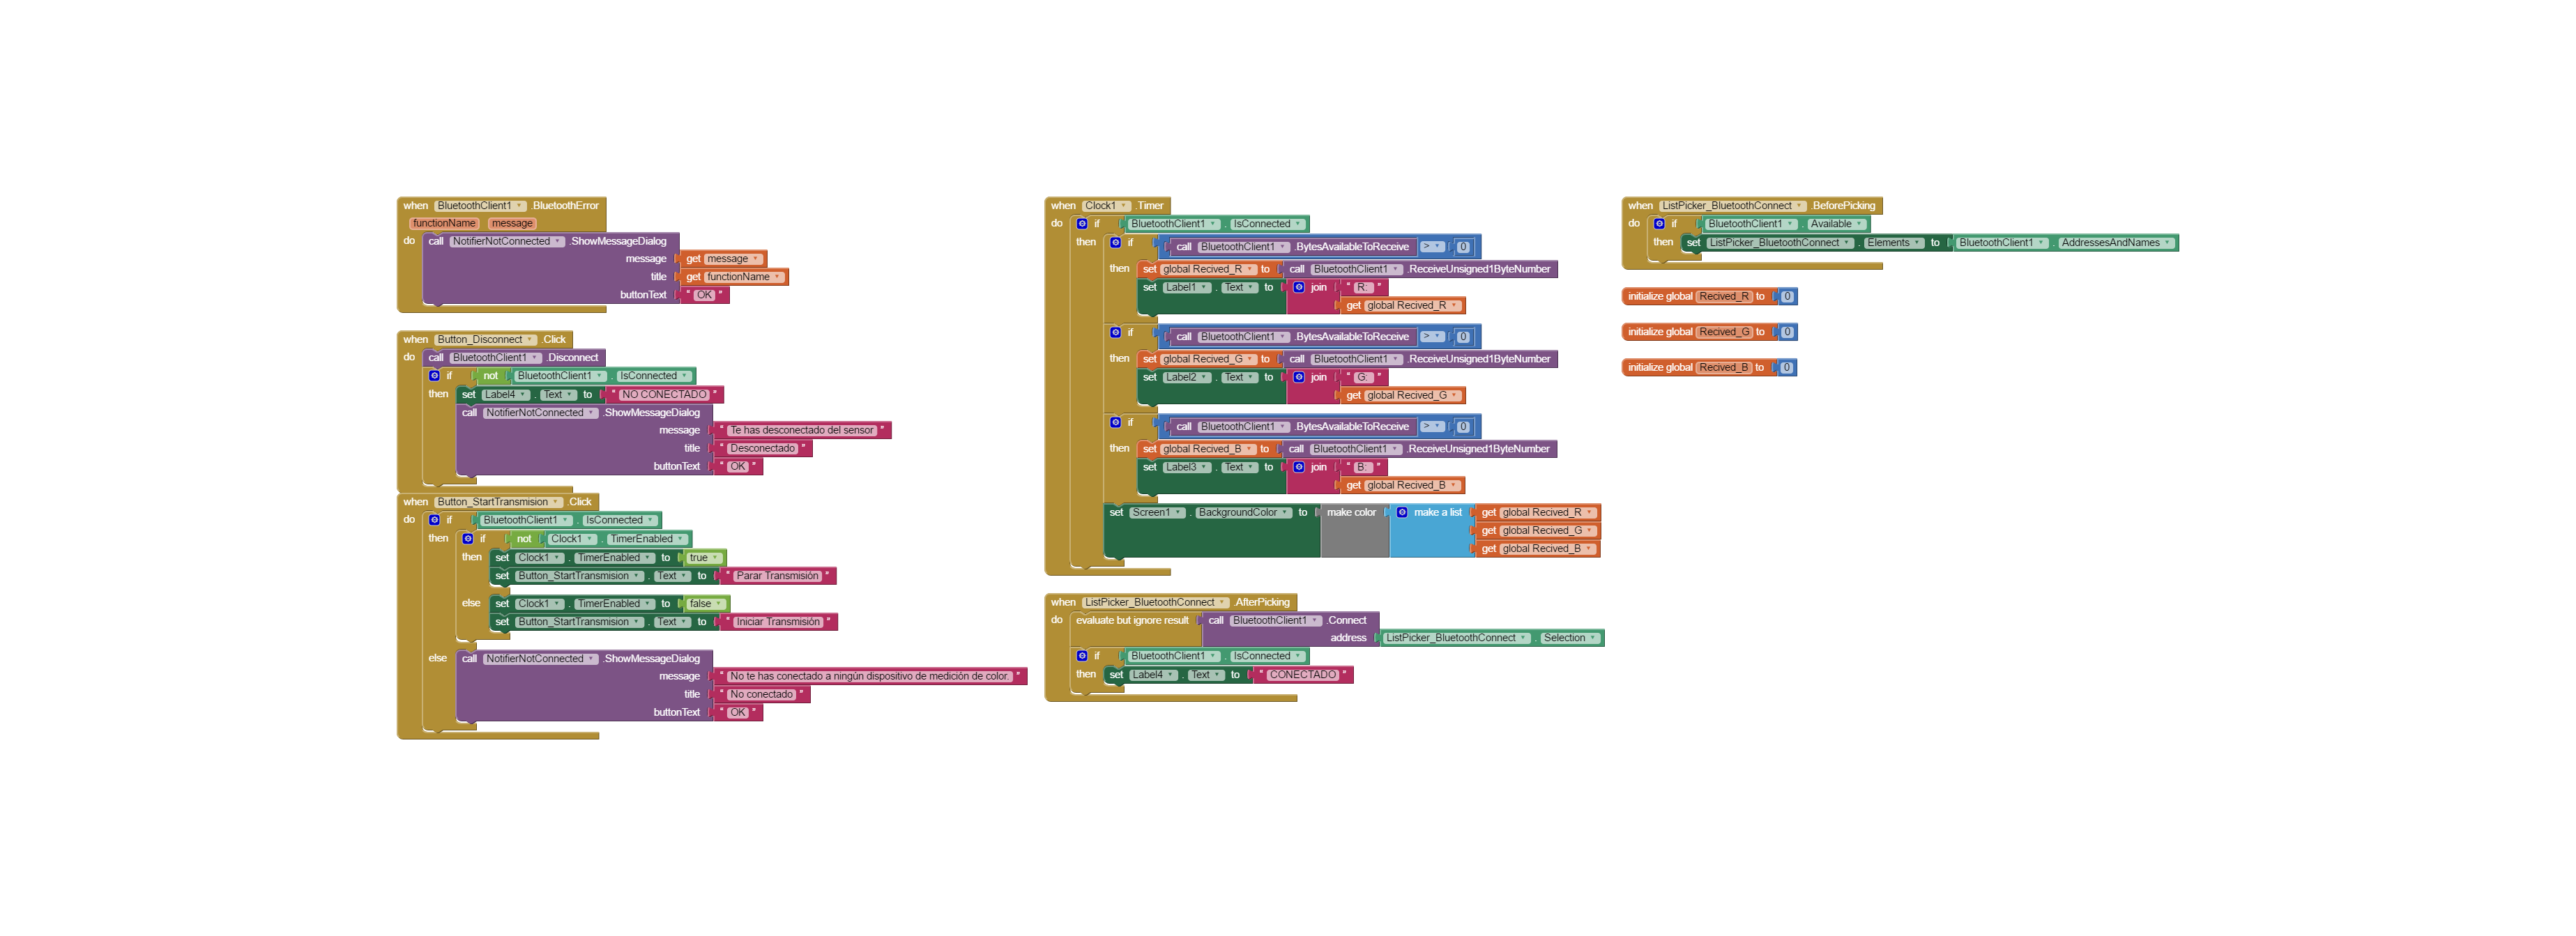 when BluetoothClient1 .BluetoothError
functionName message
do call NotifierNotConnected .ShowMessageDialog
message get message
title get functionName
buttonText " OK "
when Button_Disconnect .Click
do call BluetoothClient1 .Disconnect
if not BluetoothClient1 . IsConnected
then set Label4 . Text to " NO CONECTADO "
call NotifierNotConnected .ShowMessageDialog
message " Te has desconectado del sensor "
title " Desconectado "
buttonText " OK "
when Button_StartTransmision .Click
do if BluetoothClient1 . IsConnected
then if not Clock1 . TimerEnabled
then set Clock1 . TimerEnabled to true
set Button_StartTransmision . Text to " Parar Transmisión "
else set Clock1 . TimerEnabled to false
set Button_StartTransmision . Text to " Iniciar Transmisión "
else call NotifierNotConnected .ShowMessageDialog
message " No te has conectado a ningún dispositivo de medición de color. "
title " No conectado "
buttonText " OK "
when Clock1 .Timer
do if BluetoothClient1 . IsConnected
then if call BluetoothClient1 .BytesAvailableToReceive > 0
then set global Recived_R to call BluetoothClient1 .ReceiveUnsigned1ByteNumber
set Label1 . Text to join " R: "
get global Recived_R
if call BluetoothClient1 .BytesAvailableToReceive > 0
then set global Recived_G to call BluetoothClient1 .ReceiveUnsigned1ByteNumber
set Label2 . Text to join " G: "
get global Recived_G
if call BluetoothClient1 .BytesAvailableToReceive > 0
then set global Recived_B to call BluetoothClient1 .ReceiveUnsigned1ByteNumber
set Label3 . Text to join " B: "
get global Recived_B
set Screen1 . BackgroundColor to make color make a list get global Recived_R
get global Recived_G
get global Recived_B
when ListPicker_BluetoothConnect .AfterPicking
do evaluate but ignore result call BluetoothClient1 .Connect
address ListPicker_BluetoothConnect . Selection
if BluetoothClient1 . IsConnected
then set Label4 . Text to " CONECTADO "
when ListPicker_BluetoothConnect .BeforePicking
do if BluetoothClient1 . Available
then set ListPicker_BluetoothConnect . Elements to BluetoothClient1 . AddressesAndNames
initialize global Recived_R to 0
initialize global Recived_G to 0
initialize global Recived_B to 0